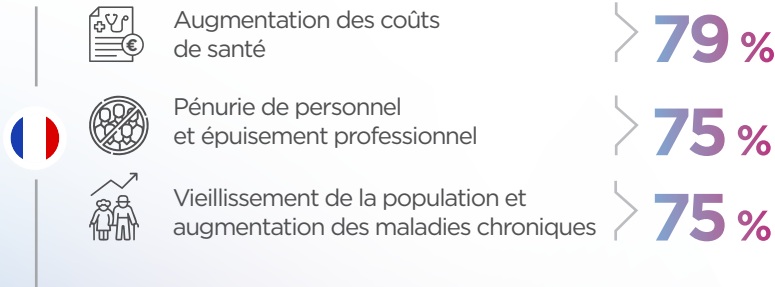 Augmentation des coûts
de santé
79 %
Pénurie de personnel
et épuisement professionnel
75 %
Vieillissement de la population et
augmentation des maladies chroniques
75 %